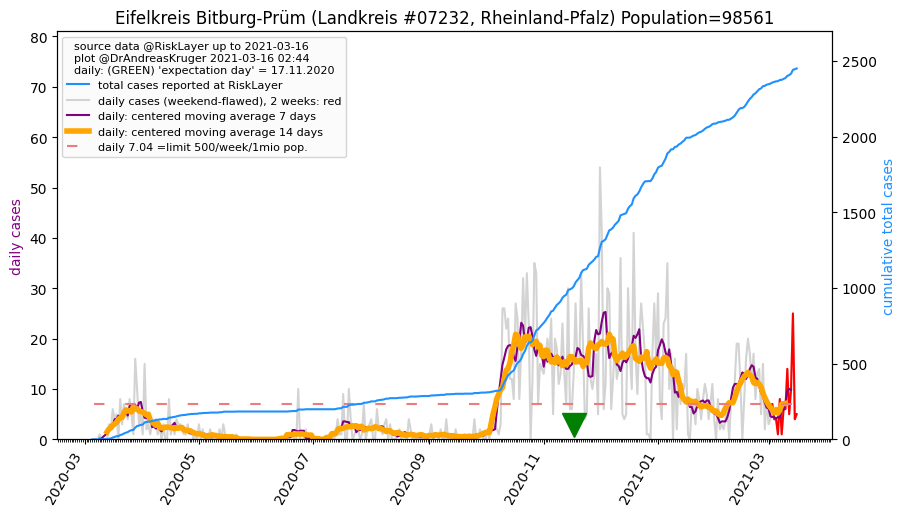 Eifelkreis Bitburg-Prüm (Landkreis #07232, Rheinland-Pfalz) Population=98561
source data @RiskLayer up to 2021-03-16
plot @DrAndreasKruger 2021-03-16 02:44
daily: (GREEN) 'expectation day' = 17.11.2020
total cases reported at RiskLayer
daily cases (weekend-flawed), 2 weeks: red
daily: centered moving average 7 days
daily: centered moving average 14 days
daily 7.04 =limit 500/week/1mio pop.
daily cases
80
70
60
50
40
30
20
10
0
cumulative total cases
2500
2000
1500
1000
500
0
2020-03
2020-05
2020-07
2020-09
2020-11
2021-01
2021-03